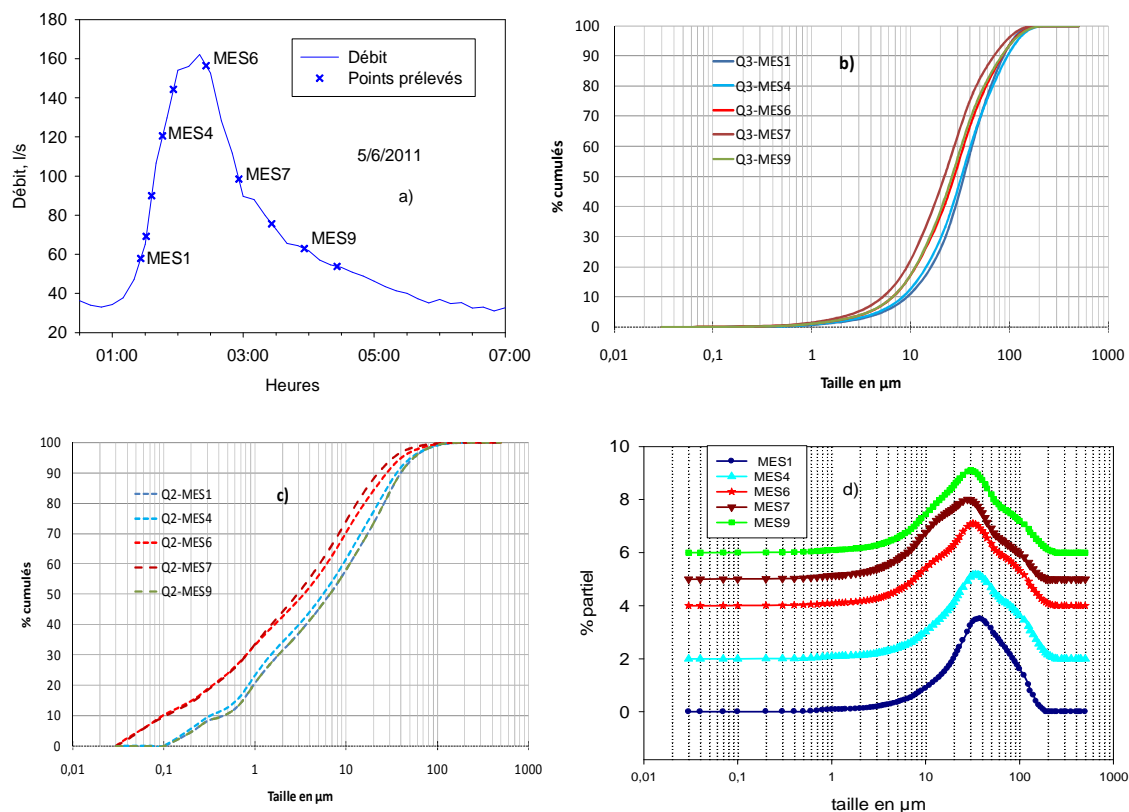 180
160
140
120
100
80
60
40
20
Débit, l/s
Débit
Points prélevés
MES6
MES4
MES7
MES9
MES1
5/6/2011
a)
01:00 03:00 05:00 07:00
Heures
100
90
80
70
60
50
40
30
20
10
0
% cumulés
b)
Q3-MES1
Q3-MES4
Q3-MES6
Q3-MES7
Q3-MES9
0,01 0,1 1 10 100 1000
Taille en µm
100
90
80
70
60
50
40
30
20
10
0
% cumulés
c)
Q2-MES1
Q2-MES4
Q2-MES6
Q2-MES7
Q2-MES9
0,01 0,1 1 10 100 1000
Taille en µm
10
8
6
4
2
0
% partiel
MES1
MES4
MES6
MES7
MES9
d)
0,01 0,1 1 10 100 1000
taille en µm